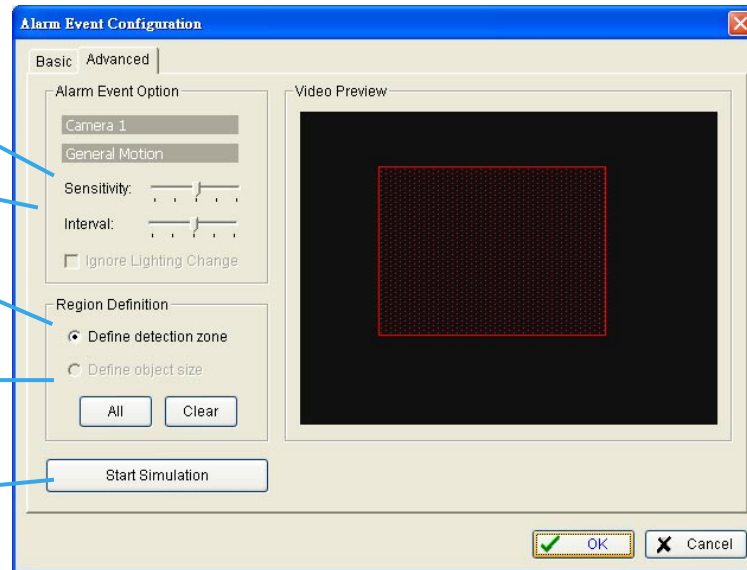 Alarm Event Configuration
Basic Advanced
Alarm Event Option
Camera 1
General Motion
Sensitivity:
Interval:
Ignore Lighting Change
Region Definition
Define detection zone
Define object size
All Clear
Start Simulation
Video Preview
OK Cancel